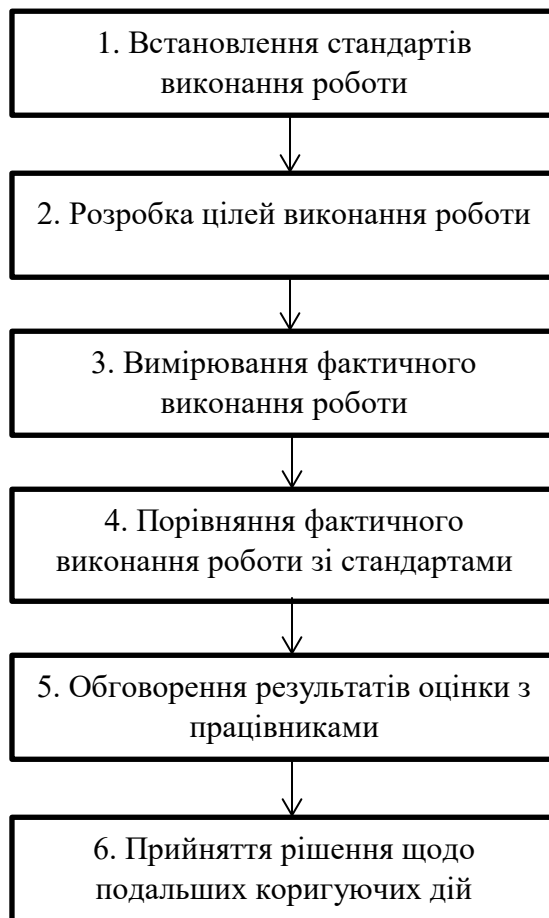 1. Встановлення стандартів
виконання роботи
2. Розробка цілей виконання роботи
3. Вимірювання фактичного
виконання роботи
4. Порівняння фактичного
виконання роботи зі стандартами
5. Обговорення результатів оцінки з
працівниками
6. Прийняття рішення щодо
подальших коригуючих дій